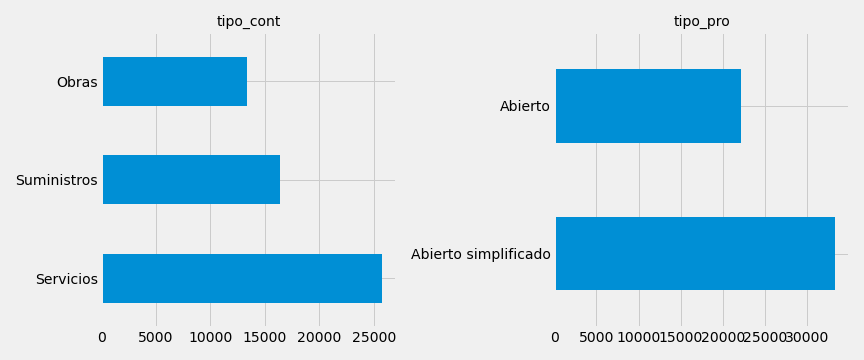 tipo_cont
Obras
Suministros
Servicios
0 5000 10000 15000 20000 25000
tipo_pro
Abierto
Abierto simplificado
0 5000 10000 15000 20000 25000 30000